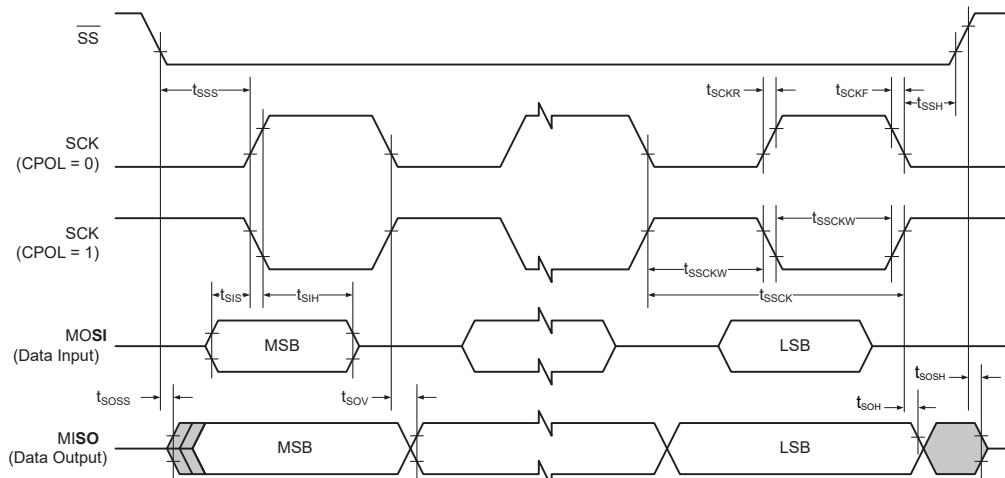 SS
tSSS
tSCKR
tSCKF
tSSH
SCK
(CPOL = 0)
SCK
(CPOL = 1)
tSSCKW
tSSCKW
tSIS
tSIH
tSSCK
MOSI
(Data Input)
MSB
LSB
tSOSS
tSOV
tSOH
tSOSH
MISO
(Data Output)
MSB
LSB